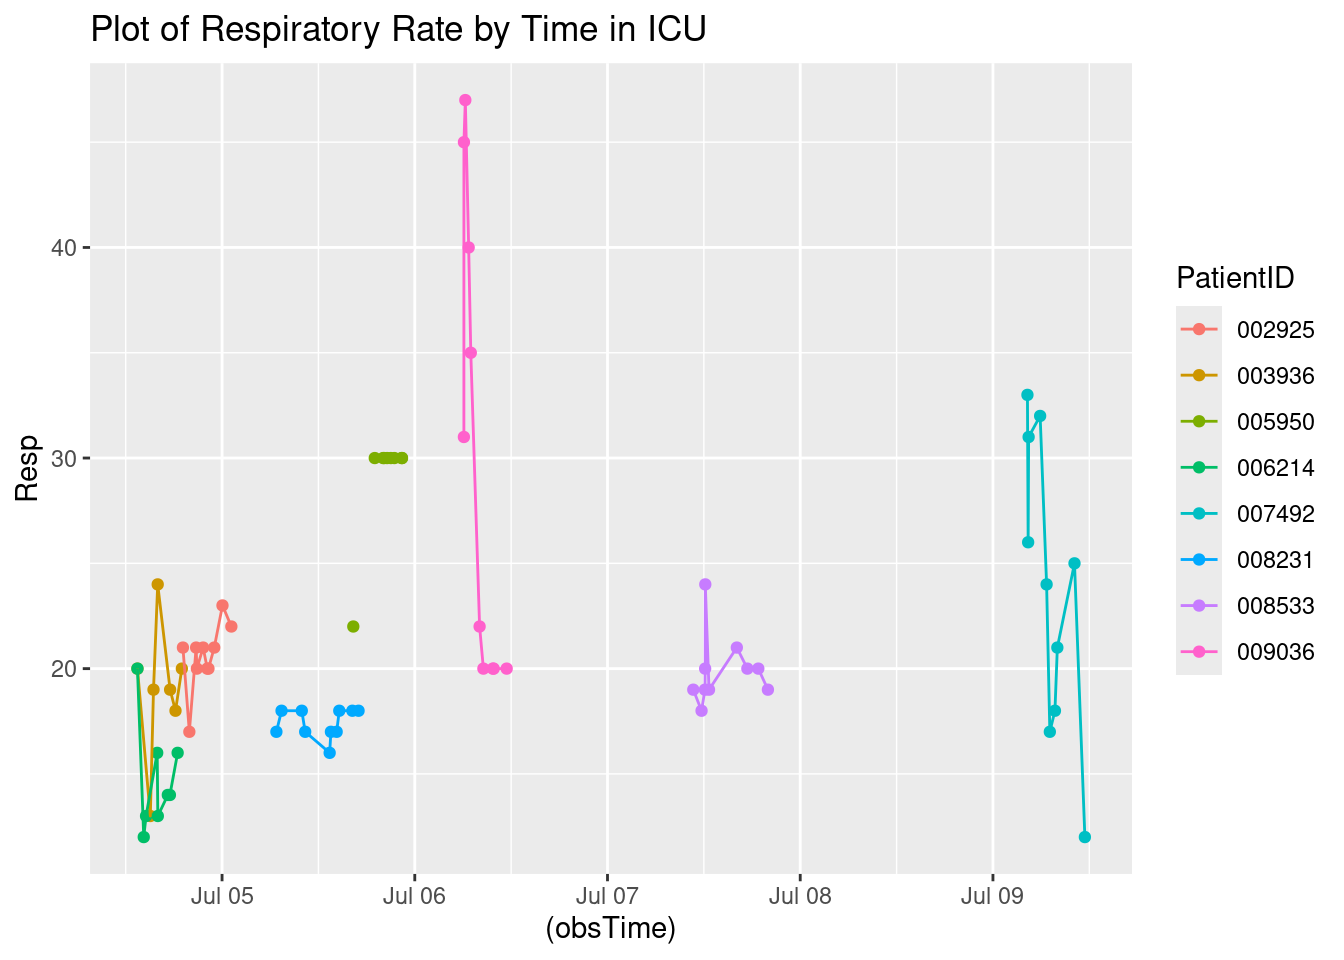 Plot of Respiratory Rate by Time in ICU
40
30
20
Resp
Jul 05
Jul 06
Jul 07
Jul 08
Jul 09
(obsTime)
PatientID
002925
003936
005950
006214
007492
008231
008533
009036